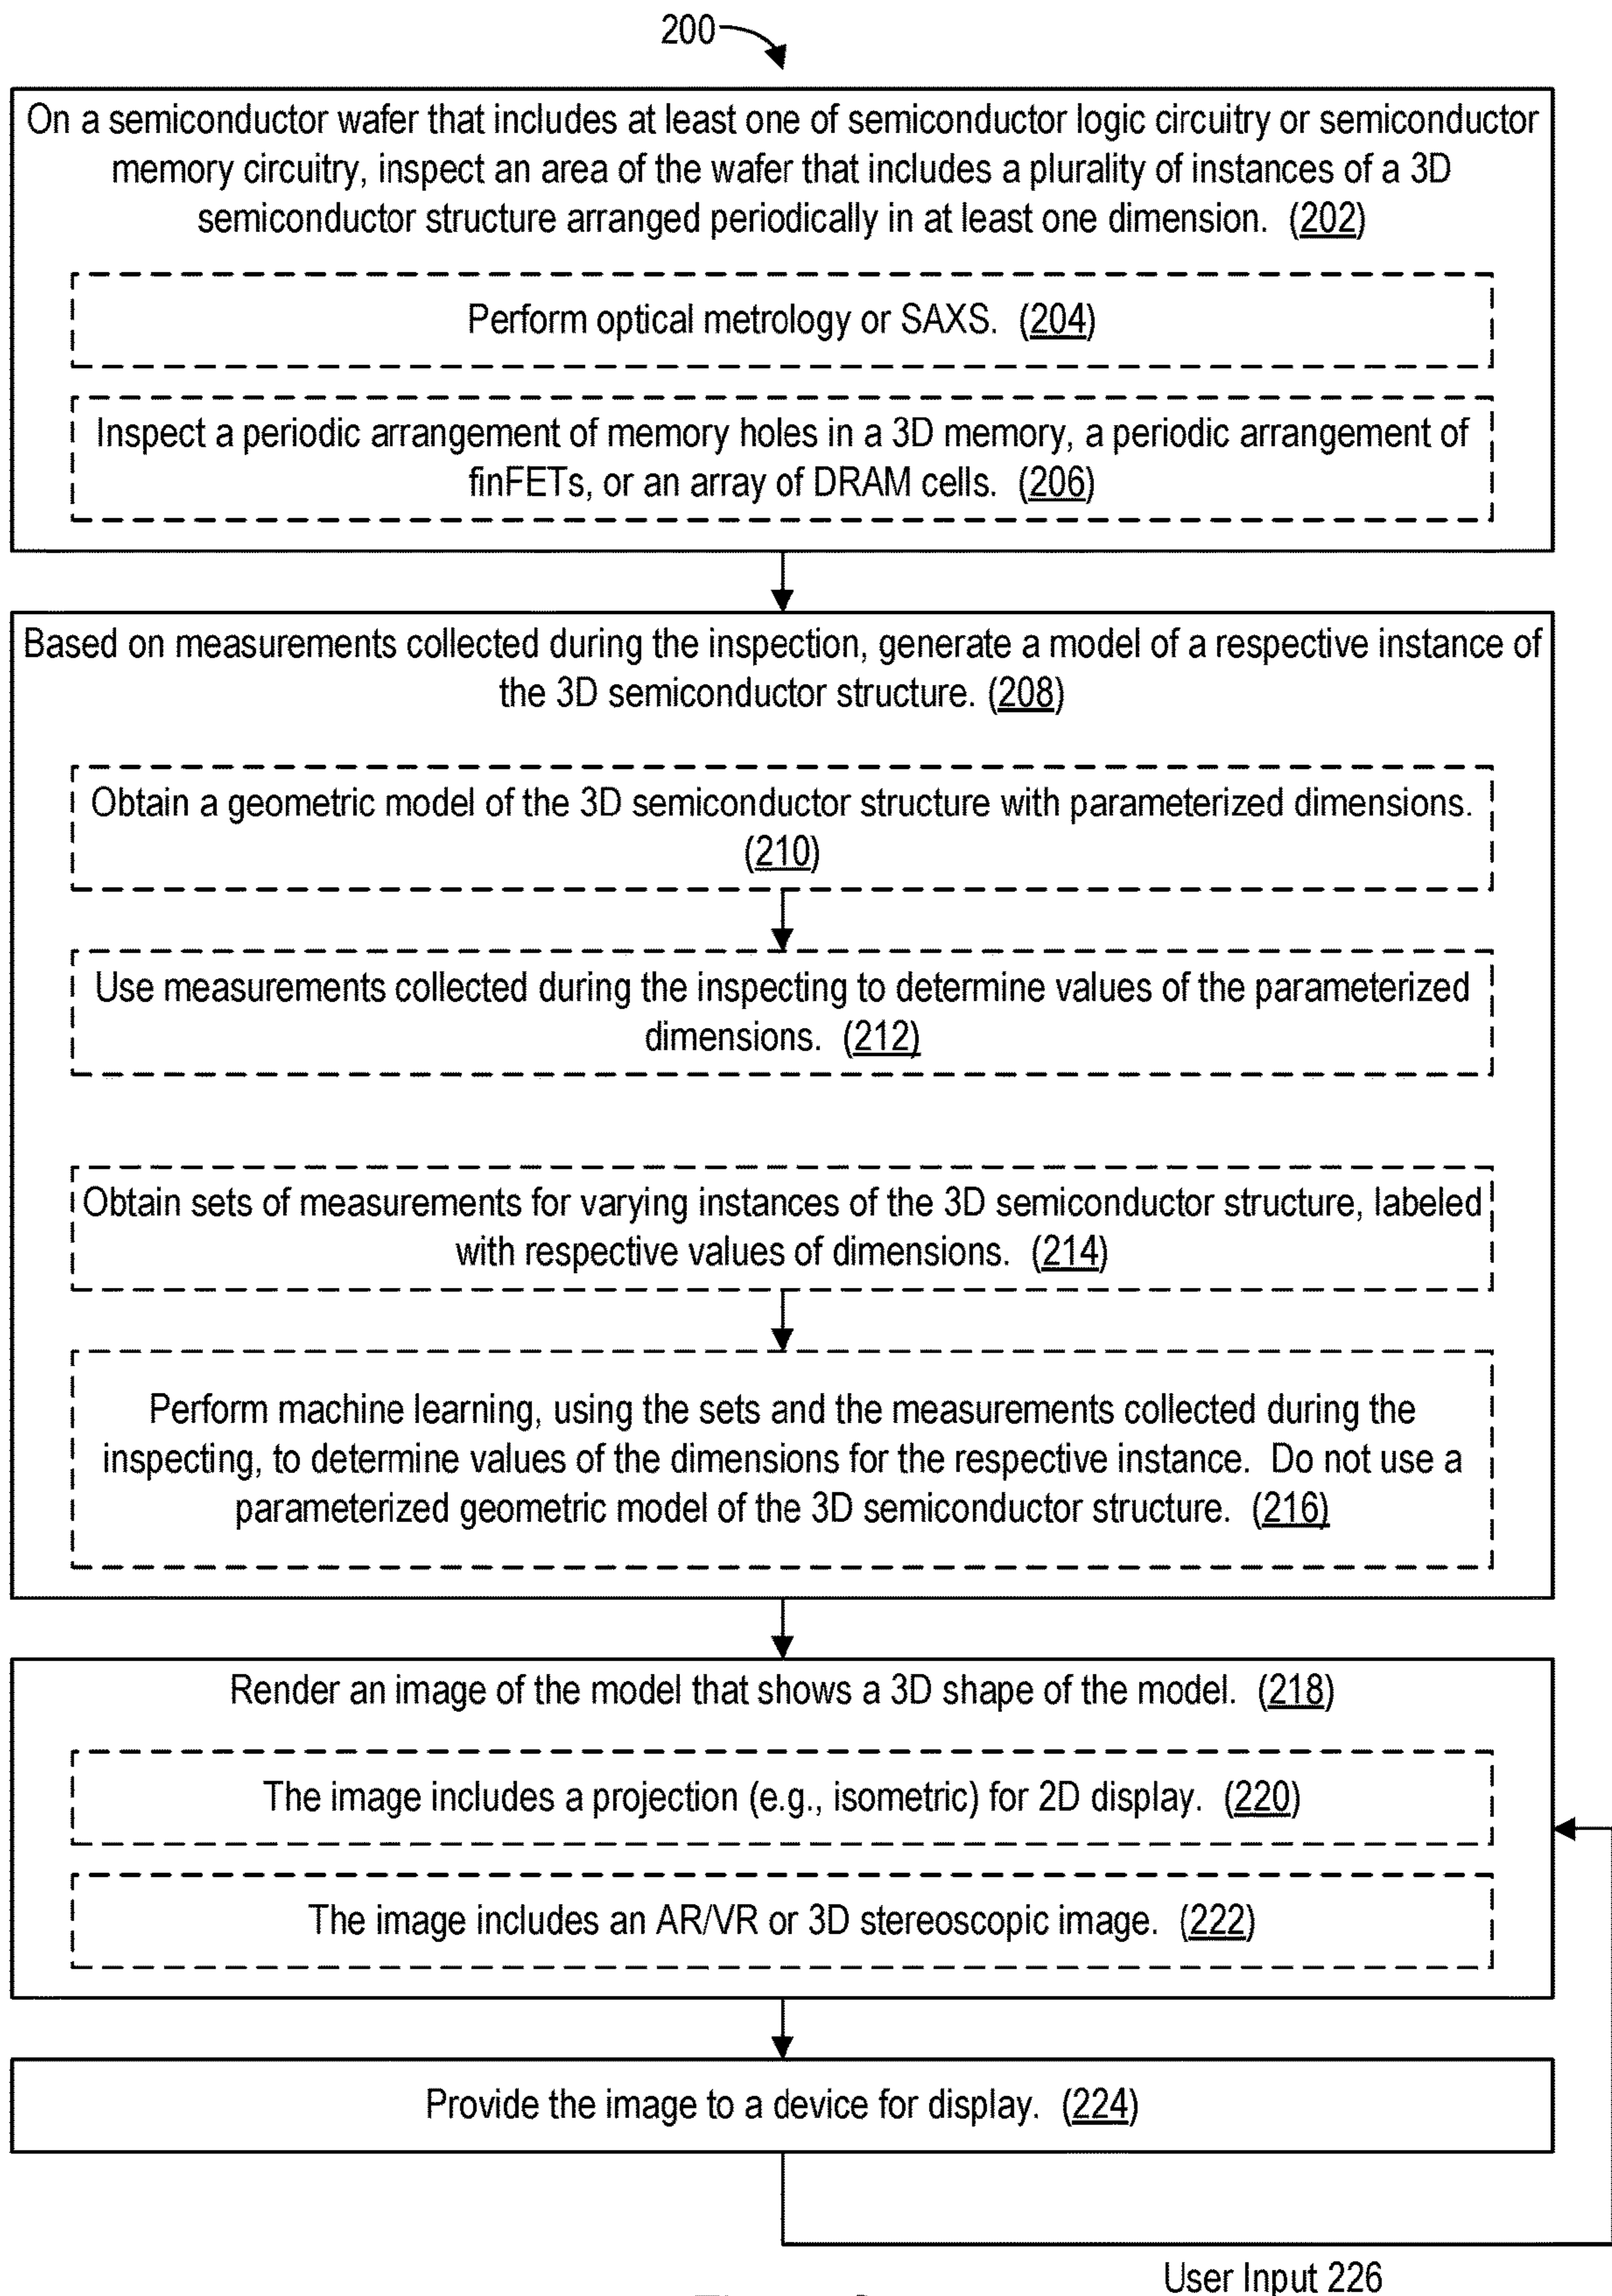 200
On a semiconductor wafer that includes at least one of semiconductor logic circuitry or semiconductor
memory circuitry, inspect an area of the wafer that includes a plurality of instances of a 3D
semiconductor structure arranged periodically in at least one dimension. (202)
Perform optical metrology or SAXS. (204)
Inspect a periodic arrangement of memory holes in a 3D memory, a periodic arrangement of
finFETs, or an array of DRAM cells. (206)
Based on measurements collected during the inspection, generate a model of a respective instance of
the 3D semiconductor structure. (208)
Obtain a geometric model of the 3D semiconductor structure with parameterized dimensions.
(210)
Use measurements collected during the inspecting to determine values of the parameterized
dimensions. (212)
Obtain sets of measurements for varying instances of the 3D semiconductor structure, labeled
with respective values of dimensions. (214)
Perform machine learning, using the sets and the measurements collected during the
inspecting, to determine values of the dimensions for the respective instance. Do not use a
parameterized geometric model of the 3D semiconductor structure. (216)
Render an image of the model that shows a 3D shape of the model. (218)
The image includes a projection (e.g., isometric) for 2D display. (220)
The image includes an AR/VR or 3D stereoscopic image. (222)
Provide the image to a device for display. (224)
User Input 226